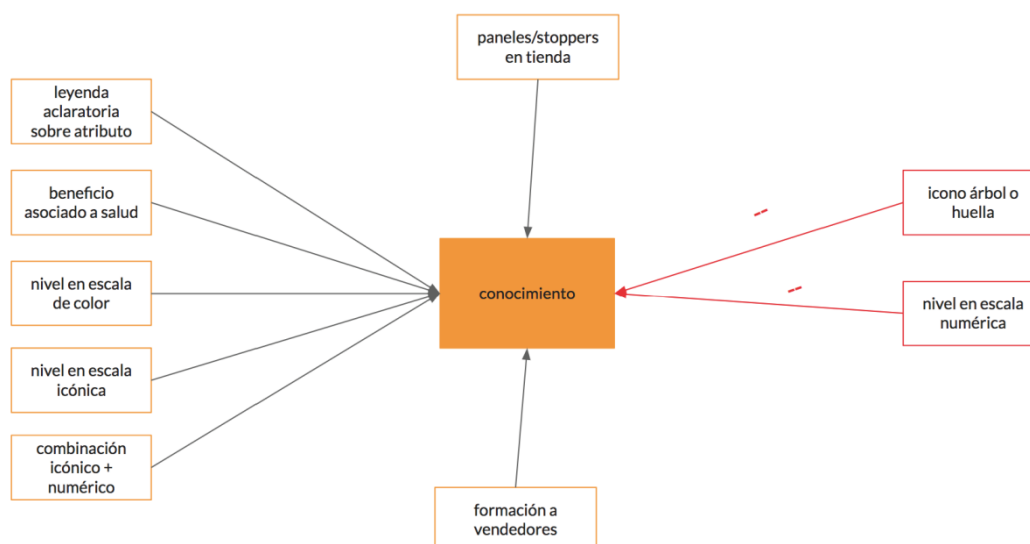 paneles/stoppers
en tienda
leyenda
aclaratoria
sobre atributo
beneficio
asociado a salud
nivel en escala
de color
nivel en escala
icónica
combinación
icónico +
numérico
conocimiento
--
--
icono árbol o
huella
nivel en escala
numérica
formación a
vendedores